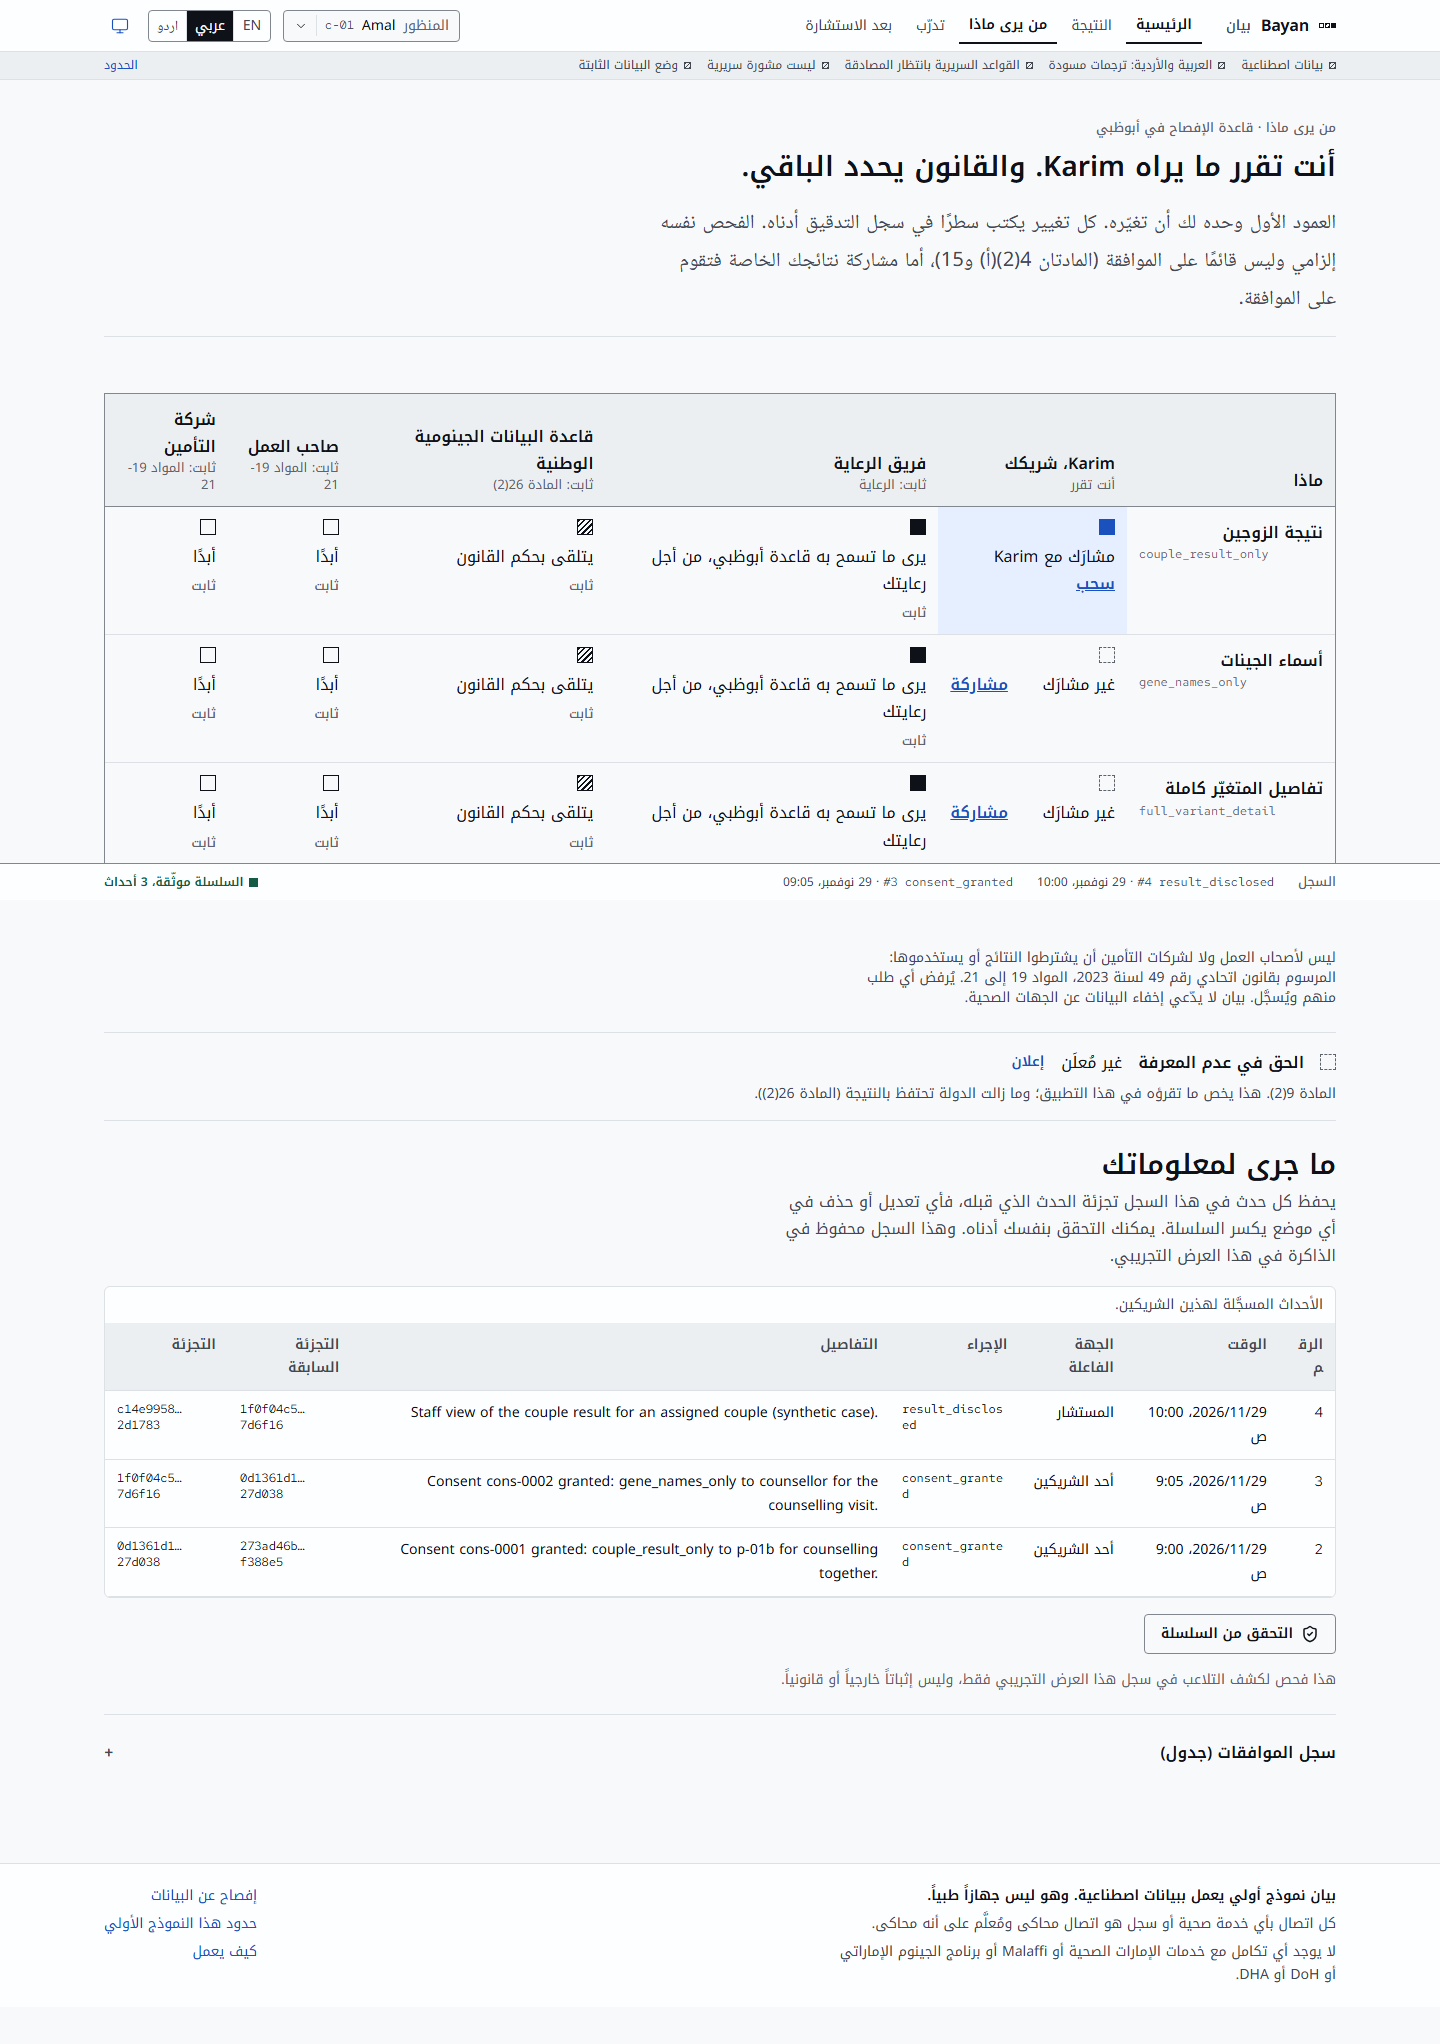 Bayan بيان
الرئيسية
النتيجة
من يرى ماذا
تدرّب
بعد الاستشارة
المنظور Amal c-01
EN عربي اردو
بيانات اصطناعية
العربية والأردية: ترجمات مسودة
القواعد السريرية بانتظار المصادقة
ليست مشورة سريرية
وضع البيانات الثابتة
الحدود
من يرى ماذا · قاعدة الإفصاح في أبوظبي
أنت تقرر ما يراه Karim. والقانون يحدد الباقي.
العمود الأول وحده لك أن تغيّره. كل تغيير يكتب سطرًا في سجل التدقيق أدناه. الفحص نفسه
إلزامي وليس قائمًا على الموافقة (المادتان 4(2)(أ) و15)، أما مشاركة نتائجك الخاصة فتقوم
على الموافقة.
ماذا
Karim، شريكك
أنت تقرر
فريق الرعاية
ثابت: الرعاية
قاعدة البيانات الجينومية
الوطنية
ثابت: المادة 26(2)
صاحب العمل
ثابت: المواد 19-
21
شركة
التأمين
ثابت: المواد 19-
21
نتيجة الزوجين
couple_result_only
مشارَك مع Karim
سحب
يرى ما تسمح به قاعدة أبوظبي، من أجل
رعايتك
ثابت
يتلقى بحكم القانون
ثابت
أبدًا
ثابت
أبدًا
ثابت
أسماء الجينات
gene_names_only
غير مشارَك
مشاركة
يرى ما تسمح به قاعدة أبوظبي، من أجل
رعايتك
ثابت
يتلقى بحكم القانون
ثابت
أبدًا
ثابت
أبدًا
ثابت
تفاصيل المتغيّر كاملة
full_variant_detail
غير مشارَك
مشاركة
يرى ما تسمح به قاعدة أبوظبي، من أجل
رعايتك
يتلقى بحكم القانون
ثابت
أبدًا
ثابت
أبدًا
ثابت
السجل
result_disclosed #4 · 29 نوفمبر، 10:00
consent_granted #3 · 29 نوفمبر، 09:05
السلسلة موثّقة، 3 أحداث
ليس لأصحاب العمل ولا لشركات التأمين أن يشترطوا النتائج أو يستخدموها:
المرسوم بقانون اتحادي رقم 49 لسنة 2023، المواد 19 إلى 21. يُرفض أي طلب
منهم ويُسجَّل. بيان لا يدّعي إخفاء البيانات عن الجهات الصحية.
الحق في عدم المعرفة
غير مُعلَن
إعلان
المادة 9(2). هذا يخص ما تقرؤه في هذا التطبيق؛ وما زالت الدولة تحتفظ بالنتيجة (المادة 26(2)).
ما جرى لمعلوماتك
يحفظ كل حدث في هذا السجل تجزئة الحدث الذي قبله، فأي تعديل أو حذف في
أي موضع يكسر السلسلة. يمكنك التحقق بنفسك أدناه. وهذا السجل محفوظ في
الذاكرة في هذا العرض التجريبي.
الأحداث المسجَّلة لهذين الشريكين.
الرق
م
الوقت
الجهة
الفاعلة
الإجراء
التفاصيل
التجزئة
السابقة
التجزئة
4
2026/11/29، 10:00
ص
المستشار
result_disclos
ed
Staff view of the couple result for an assigned couple (synthetic case).
1f0f04c5…
7d6f16
c14e9958…
2d1783
3
2026/11/29، 9:05
ص
أحد الشريكين
consent_grante
d
Consent cons-0002 granted: gene_names_only to counsellor for the
counselling visit.
0d1361d1…
27d038
1f0f04c5…
7d6f16
2
2026/11/29، 9:00
ص
أحد الشريكين
consent_grante
d
Consent cons-0001 granted: couple_result_only to p-01b for counselling
together.
273ad46b…
f388e5
0d1361d1…
27d038
التحقق من السلسلة
هذا فحص لكشف التلاعب في سجل هذا العرض التجريبي فقط، وليس إثباتاً خارجياً أو قانونياً.
سجل الموافقات (جدول)
+
بيان نموذج أولي يعمل ببيانات اصطناعية. وهو ليس جهازاً طبياً.
كل اتصال بأي خدمة صحية أو سجل هو اتصال محاكى ومُعلَّم على أنه محاكى.
لا يوجد أي تكامل مع خدمات الإمارات الصحية أو Malaffi أو برنامج الجينوم الإماراتي
أو DoH أو DHA.
إفصاح عن البيانات
حدود هذا النموذج الأولي
كيف يعمل